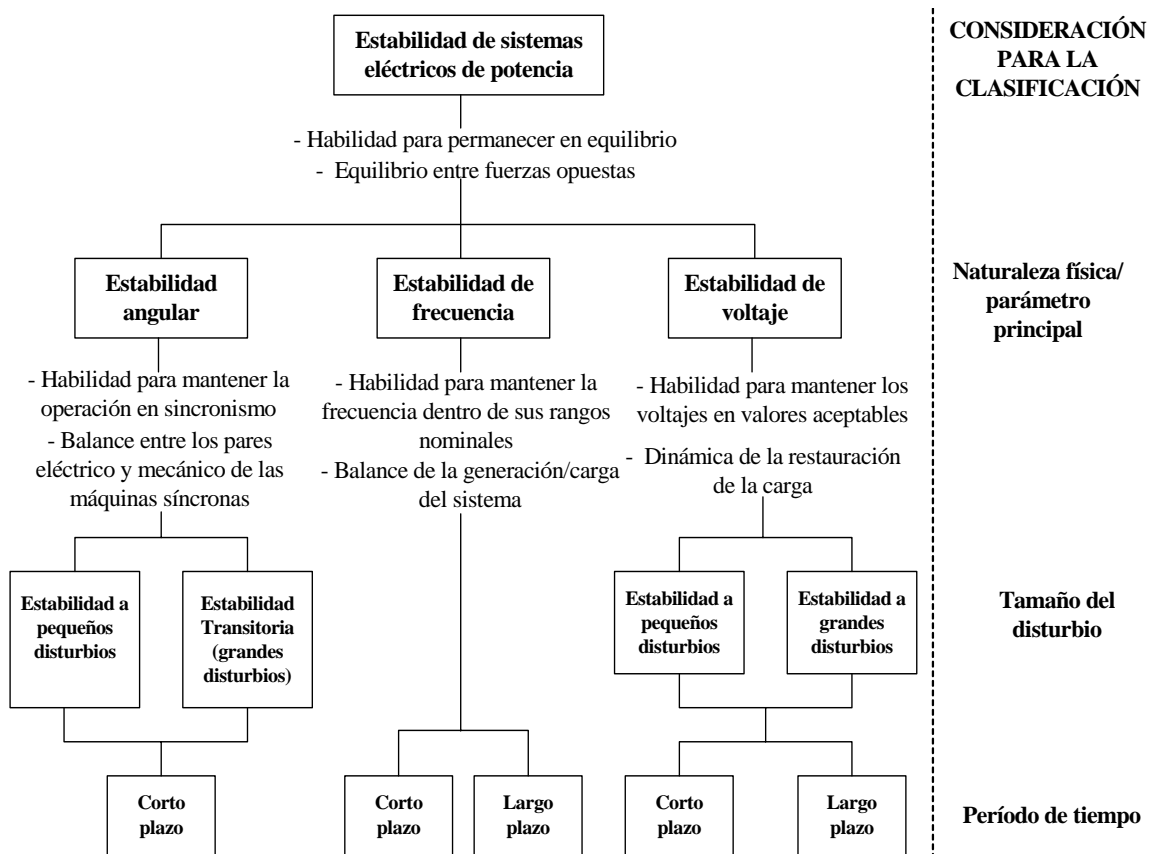 Estabilidad de sistemas
eléctricos de potencia
CONSIDERACIÓN
PARA LA
CLASIFICACIÓN
- Habilidad para permanecer en equilibrio
- Equilibrio entre fuerzas opuestas
Estabilidad
angular
Estabilidad de
frecuencia
Estabilidad de
voltaje
Naturaleza física/
parámetro
principal
- Habilidad para mantener la
operación en sincronismo
- Balance entre los pares
eléctrico y mecánico de las
máquinas síncronas
- Habilidad para mantener la
frecuencia dentro de sus rangos
nominales
- Balance de la generación/carga
del sistema
- Habilidad para mantener los
voltajes en valores aceptables
- Dinámica de la restauración
de la carga
Estabilidad a
pequeños
disturbios
Estabilidad
Transitoria
(grandes
disturbios)
Estabilidad a
pequeños
disturbios
Estabilidad a
grandes
disturbios
Tamaño del
disturbio
Corto
plazo
Corto
plazo
Largo
plazo
Corto
plazo
Largo
plazo
Período de tiempo